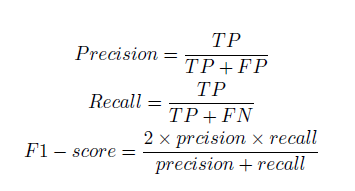 Precision = TP / TP + FP
Recall = TP / TP + FN
F1 − score = 2 × prcision × recall / precision + recall